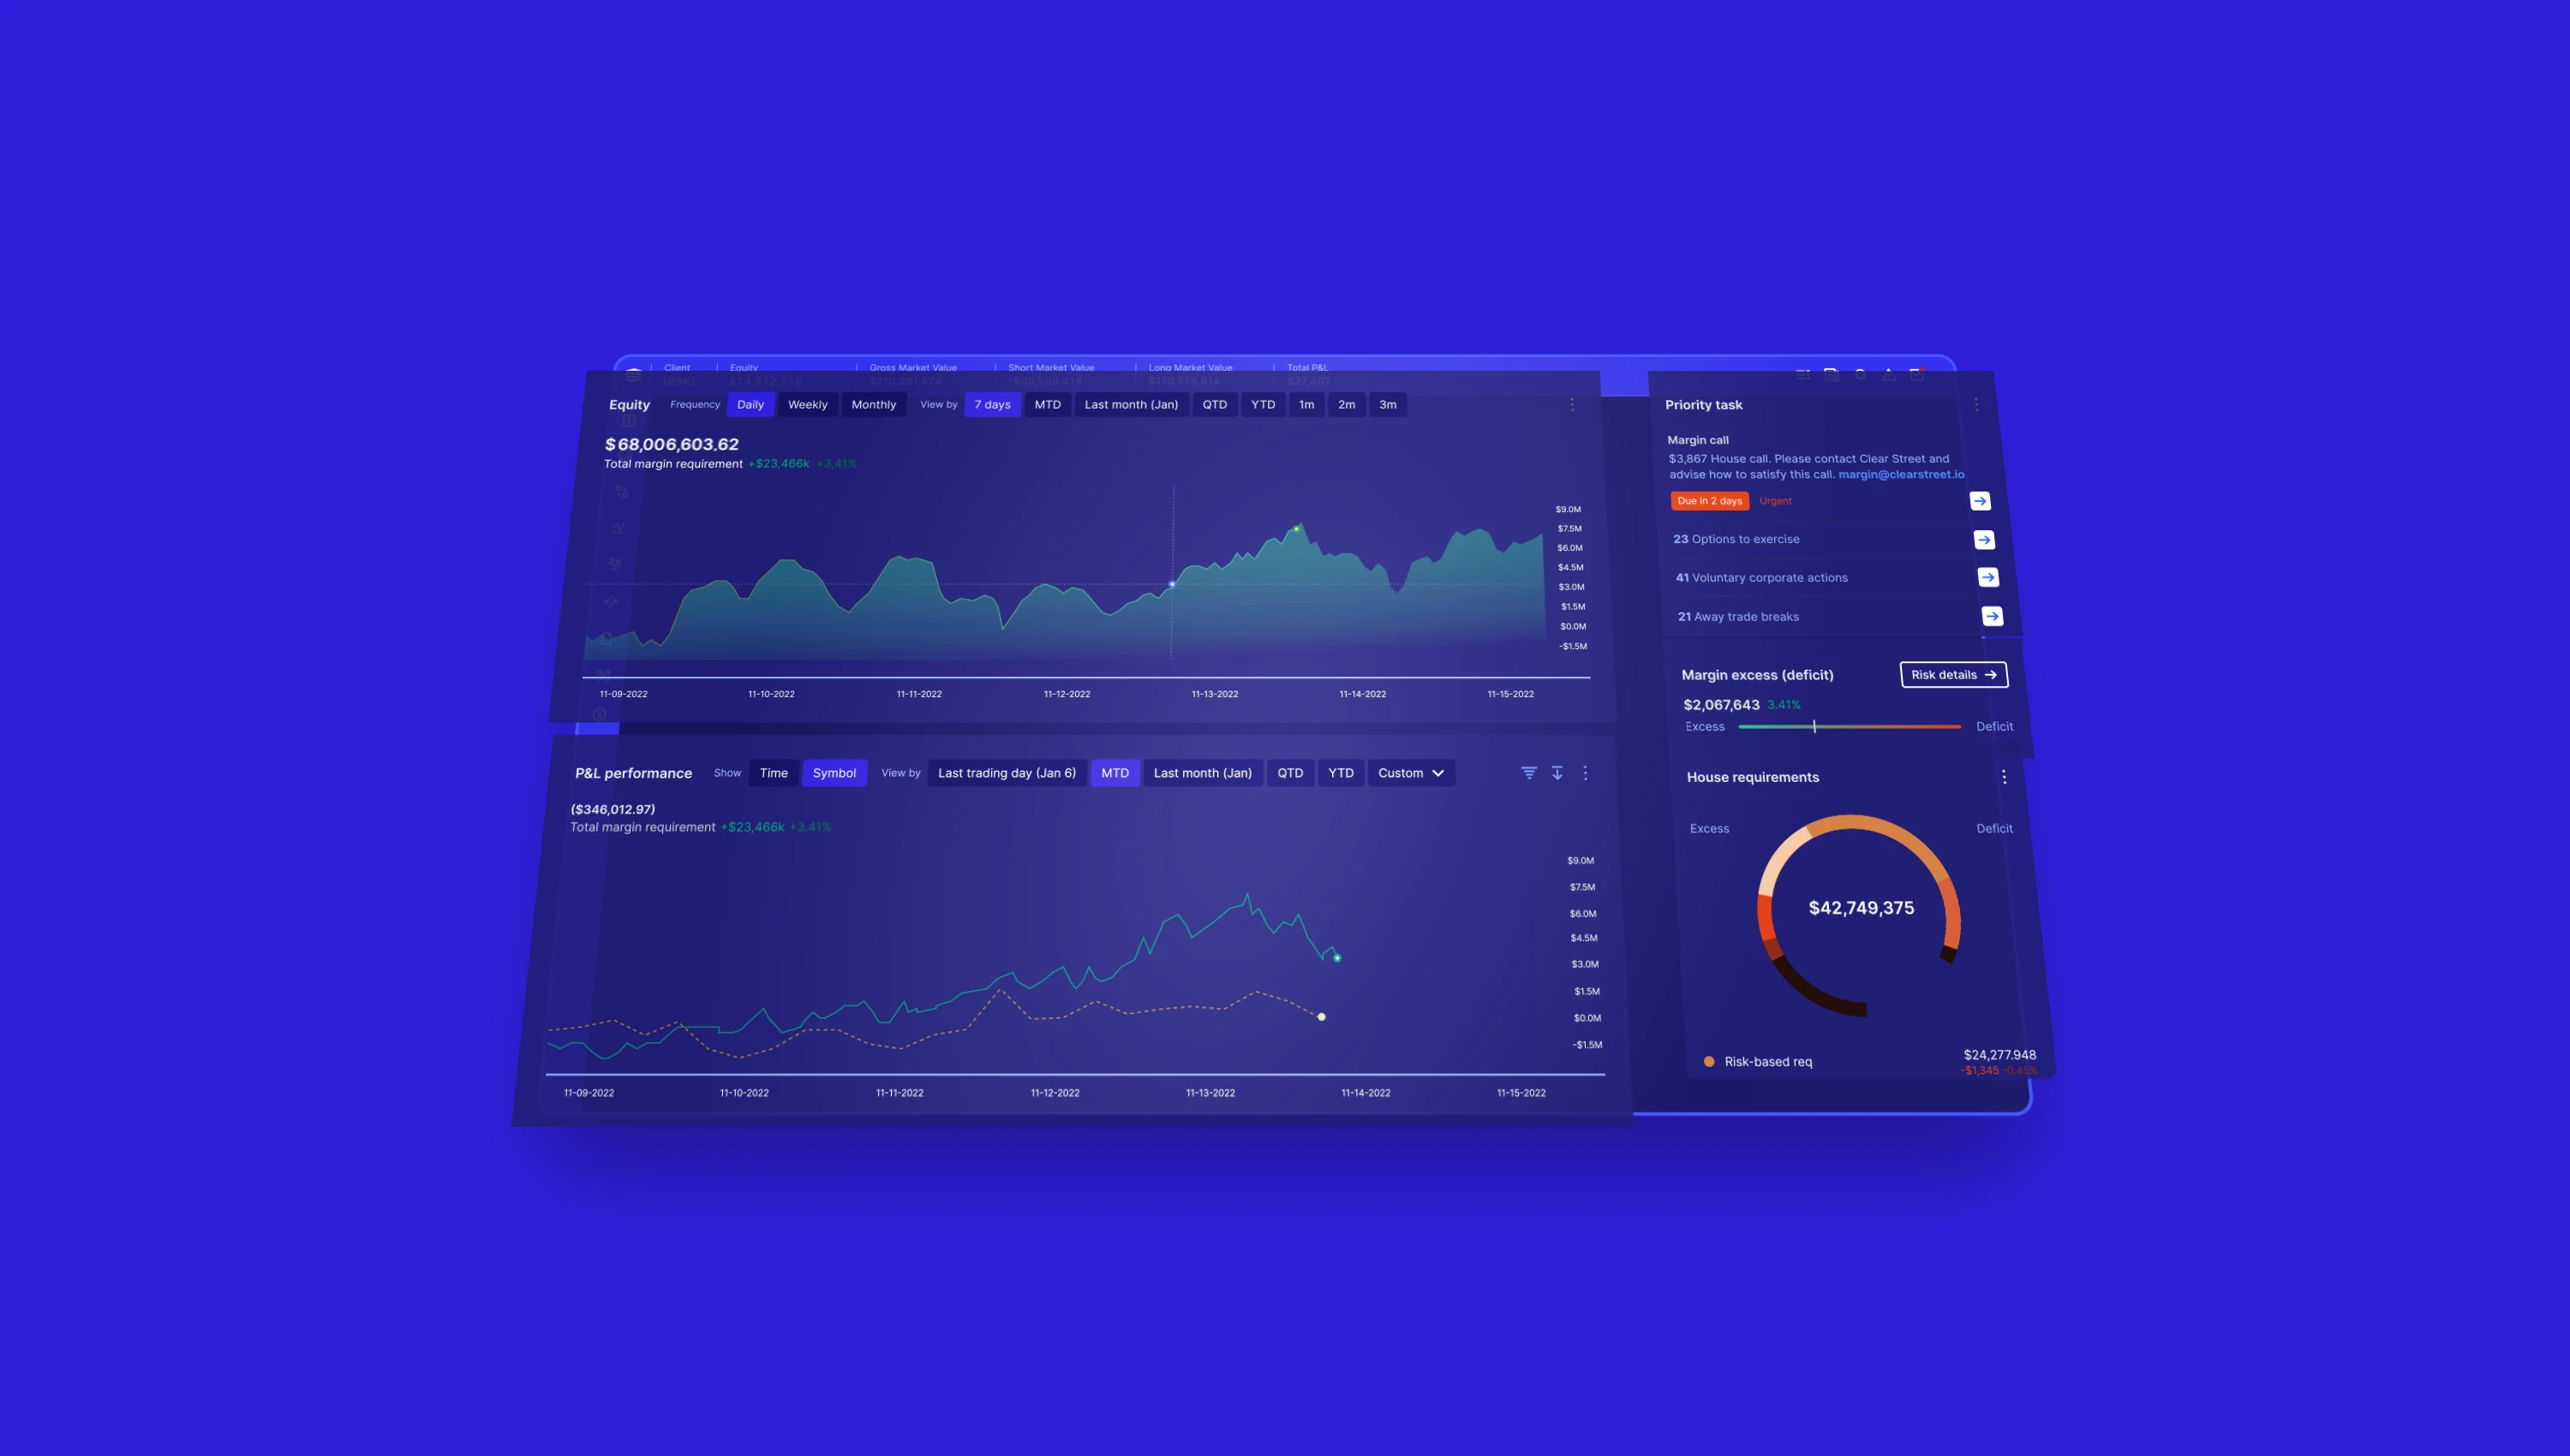 Client Equity Gross Market Value Short Market Value Long Market Value Total P&L
DEMO
Equity Frequency Daily Weekly Monthly View by 7 days MTD Last month (Jan) QTD YTD 1m 2m 3m
$68,006,603.62
Total margin requirement +$23,466k +3,41%
$9.0M
$7.5M
$6.0M
$4.5M
$3.0M
$1.5M
$0.0M
-$1.5M
11-09-2022 11-10-2022 11-11-2022 11-12-2022 11-13-2022 11-14-2022 11-15-2022
P&L performance Show Time Symbol View by Last trading day (Jan 6) MTD Last month (Jan) QTD YTD Custom
($346,012.97)
Total margin requirement +$23,466k +3.41%
$9.0M
$7.5M
$6.0M
$4.5M
$3.0M
$1.5M
$0.0M
-$1.5M
11-09-2022 11-10-2022 11-11-2022 11-12-2022 11-13-2022 11-14-2022 11-15-2022
Priority task
Margin call
$3,867 House call. Please contact Clear Street and
advise how to satisfy this call. margin@clearstreet.io
Due in 2 days Urgent
23 Options to exercise
41 Voluntary corporate actions
21 Away trade breaks
Margin excess (deficit) Risk details
$2,067,643 3.41%
Excess Deficit
House requirements
Excess Deficit
$42,749,375
Risk-based req $24,277.948
-$1,345 -0.45%